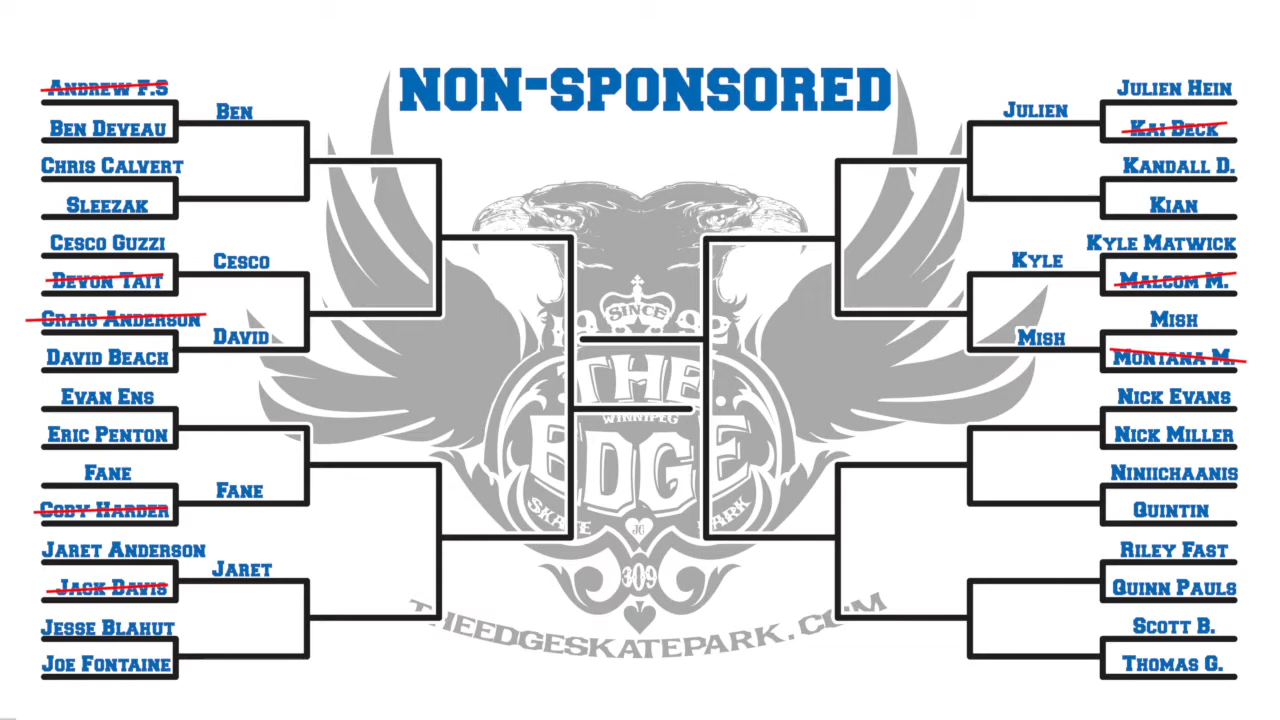 NON-SPONSORED
ANDREW F.S
BEN DEVEAU
CHRIS CALVERT
SLEEZAK
CESCO GUZZI
DEVON TAIT
CRAIG ANDERSON
DAVID BEACH
EVAN ENS
ERIC PENTON
FANE
CODY HARDER
JARET ANDERSON
JACK DAVIS
JESSE BLAHUT
JOE FONTAINE
BEN
CESCO
DAVID
FANE
JARET
SINCE
1992
THE
WINNIPEG
EDGE
SKATE PARK
JG
309
THEEDGESKATEPARK.COM
JULIEN
KYLE
MISH
JULIEN HEIN
KAI BECK
KANDALL D.
KIAN
KYLE MATWICK
MALCOM M.
MISH
MONTANA M.
NICK EVANS
NICK MILLER
NINIICHAANIS
QUINTIN
RILEY FAST
QUINN PAULS
SCOTT B.
THOMAS G.